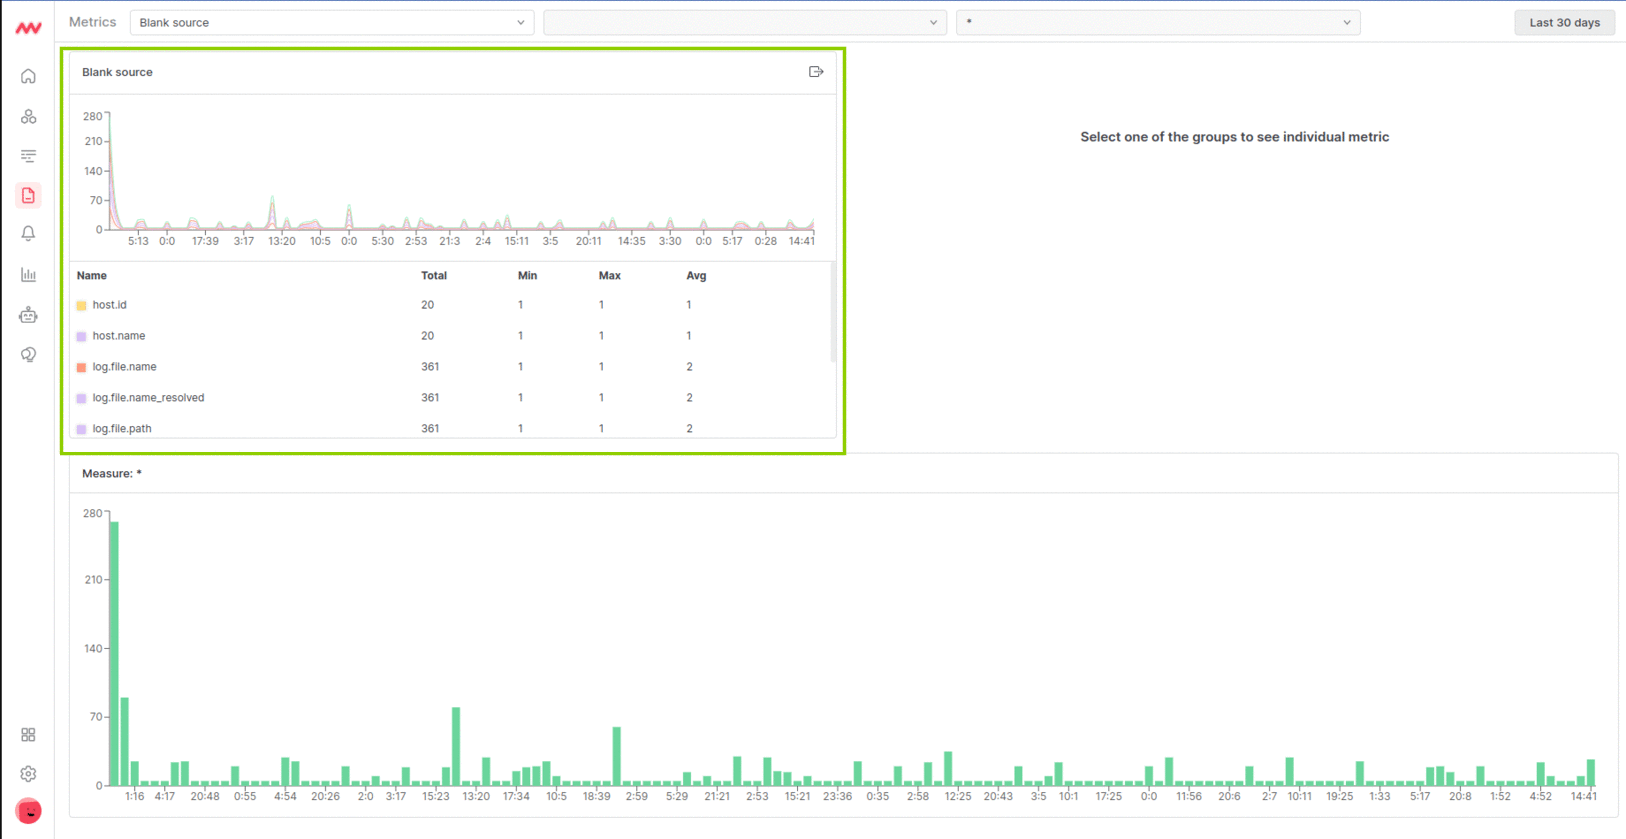 Metrics Blank source * Last 30 days
Blank source
Select one of the groups to see individual metric
280
210
140
70
0
5:13 0:0 17:39 3:17 13:20 10:5 0:0 5:30 2:53 21:3 2:4 15:11 3:5 20:11 14:35 3:30 0:0 5:17 0:28 14:41
Name Total Min Max Avg
host.id 20 1 1 1
host.name 20 1 1 1
log.file.name 361 1 1 2
log.file.name_resolved 361 1 1 2
log.file.path 361 1 1 2
Measure: *
280
210
140
70
0
1:16 4:17 20:48 0:55 4:54 20:26 2:0 3:17 15:23 13:20 17:34 10:5 18:39 2:59 5:29 21:21 2:53 15:21 23:36 0:35 2:58 12:25 20:43 3:5 10:1 17:25 0:0 11:56 20:6 2:7 10:11 19:25 1:33 5:17 20:8 1:52 4:52 14:41